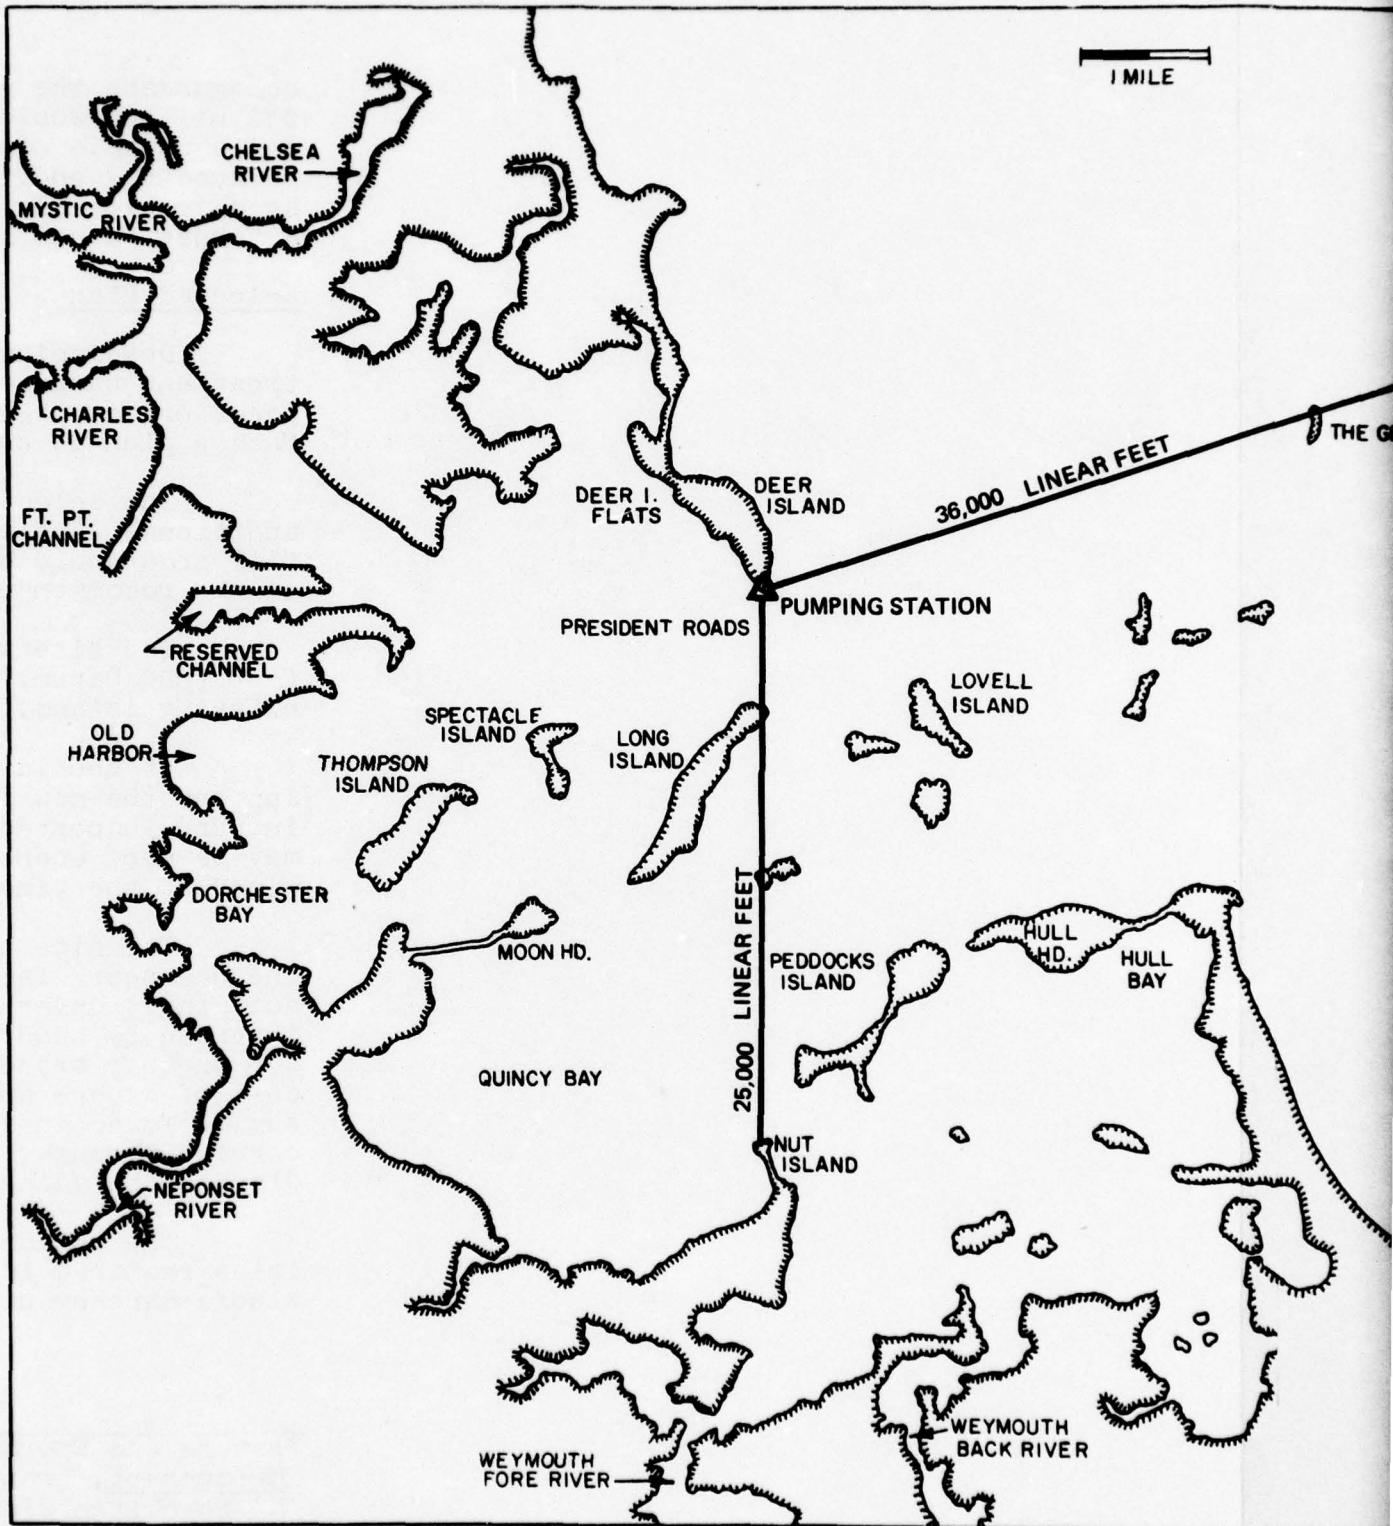 1 MILE
CHELSEA
RIVER
MYSTIC
RIVER
CHARLES
RIVER
THE
36,000 LINEAR FEET
DEER
ISLAND
DEER I.
FLATS
FT. PT.
CHANNEL
PUMPING STATION
PRESIDENT ROADS
RESERVED
CHANNEL
LOVELL
ISLAND
SPECTACLE
ISLAND
OLD
HARBOR
LONG
ISLAND
THOMPSON
ISLAND
25,000 LINEAR FEET
DORCHESTER
BAY
MOON HD.
PEDDOCKS
ISLAND
HULL
HD.
HULL
BAY
QUINCY BAY
NUT
ISLAND
NEPONSET
RIVER
WEYMOUTH
BACK RIVER
WEYMOUTH
FORE RIVER